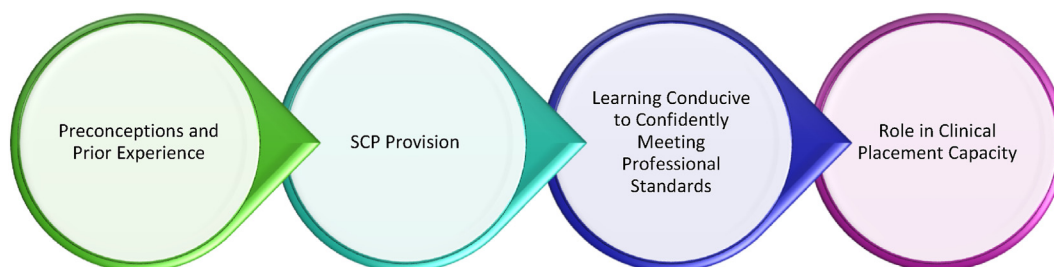 Preconceptions and
Prior Experience
SCP Provision
Learning Conducive
to Confidently
Meeting
Professional
Standards
Role in Clinical
Placement Capacity